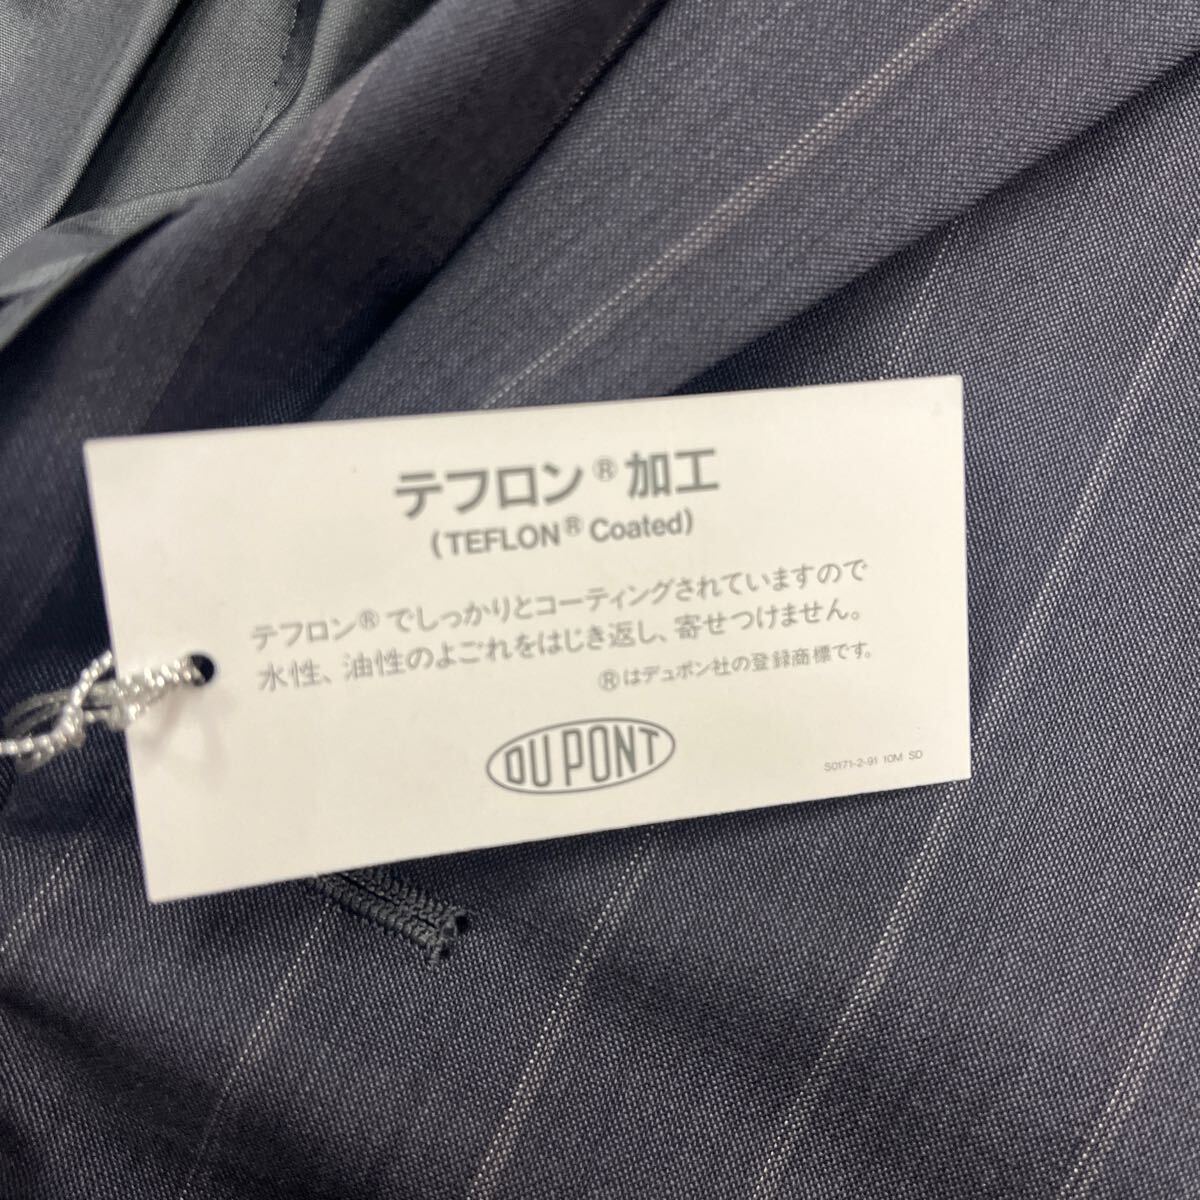 テフロン®加工
(TEFLON® Coated)
テフロン®でしっかりとコーティングされていますので
水性、油性のよごれをはじき返し、寄せつけません。
®はデュポン社の登録商標です。
DU PONT
S0171-2-91 10M SD